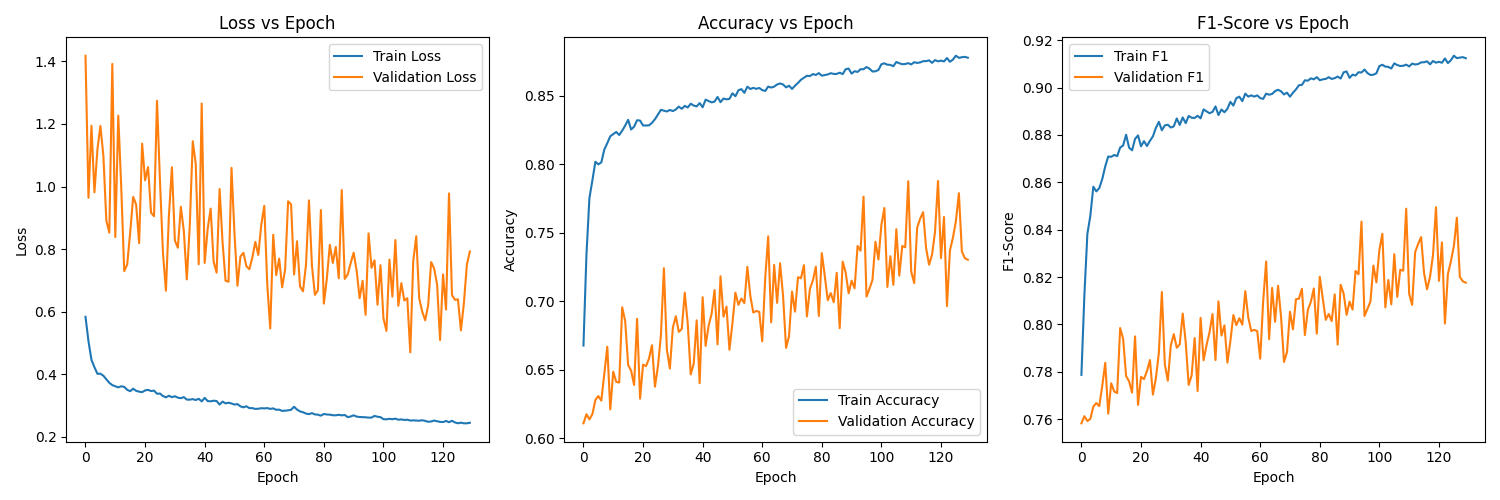 Loss vs Epoch
Train Loss
Validation Loss
1.4
1.2
1.0
0.8
0.6
0.4
0.2
Loss
0 20 40 60 80 100 120
Epoch
Accuracy vs Epoch
0.85
0.80
0.75
0.70
0.65
0.60
Accuracy
Train Accuracy
Validation Accuracy
0 20 40 60 80 100 120
Epoch
F1-Score vs Epoch
Train F1
Validation F1
0.92
0.90
0.88
0.86
0.84
0.82
0.80
0.78
0.76
F1-Score
0 20 40 60 80 100 120
Epoch